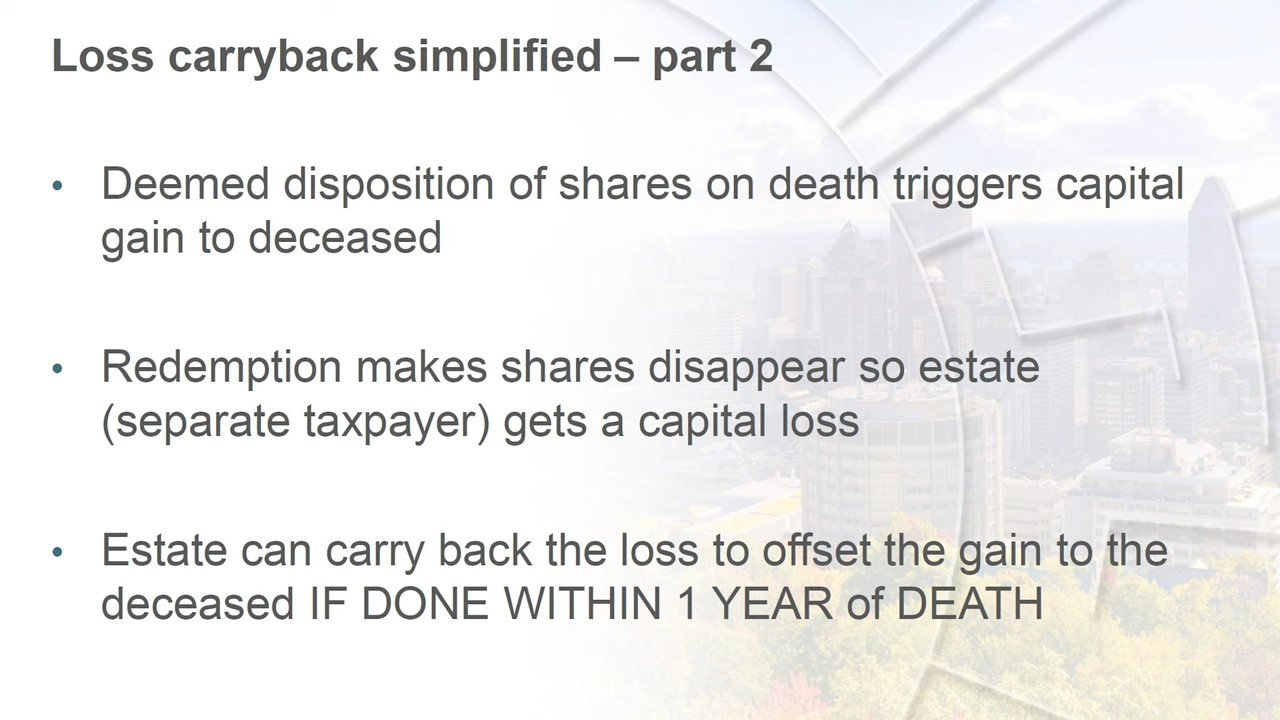 Loss carryback simplified – part 2
• Deemed disposition of shares on death triggers capital
gain to deceased
• Redemption makes shares disappear so estate
(separate taxpayer) gets a capital loss
• Estate can carry back the loss to offset the gain to the
deceased IF DONE WITHIN 1 YEAR of DEATH